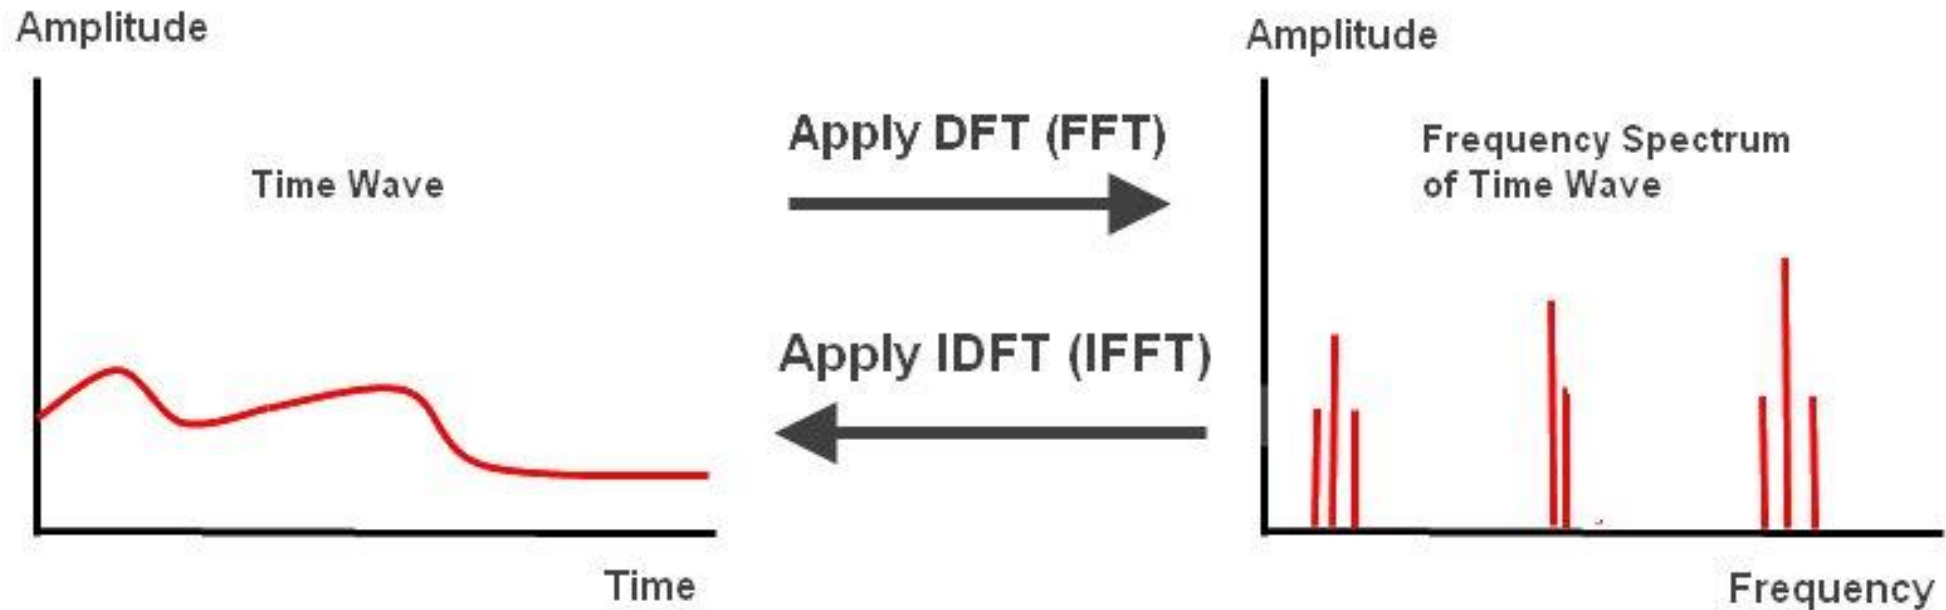 Amplitude
Time Wave
Time
Apply DFT (FFT)
Apply IDFT (IFFT)
Amplitude
Frequency Spectrum
of Time Wave
Frequency